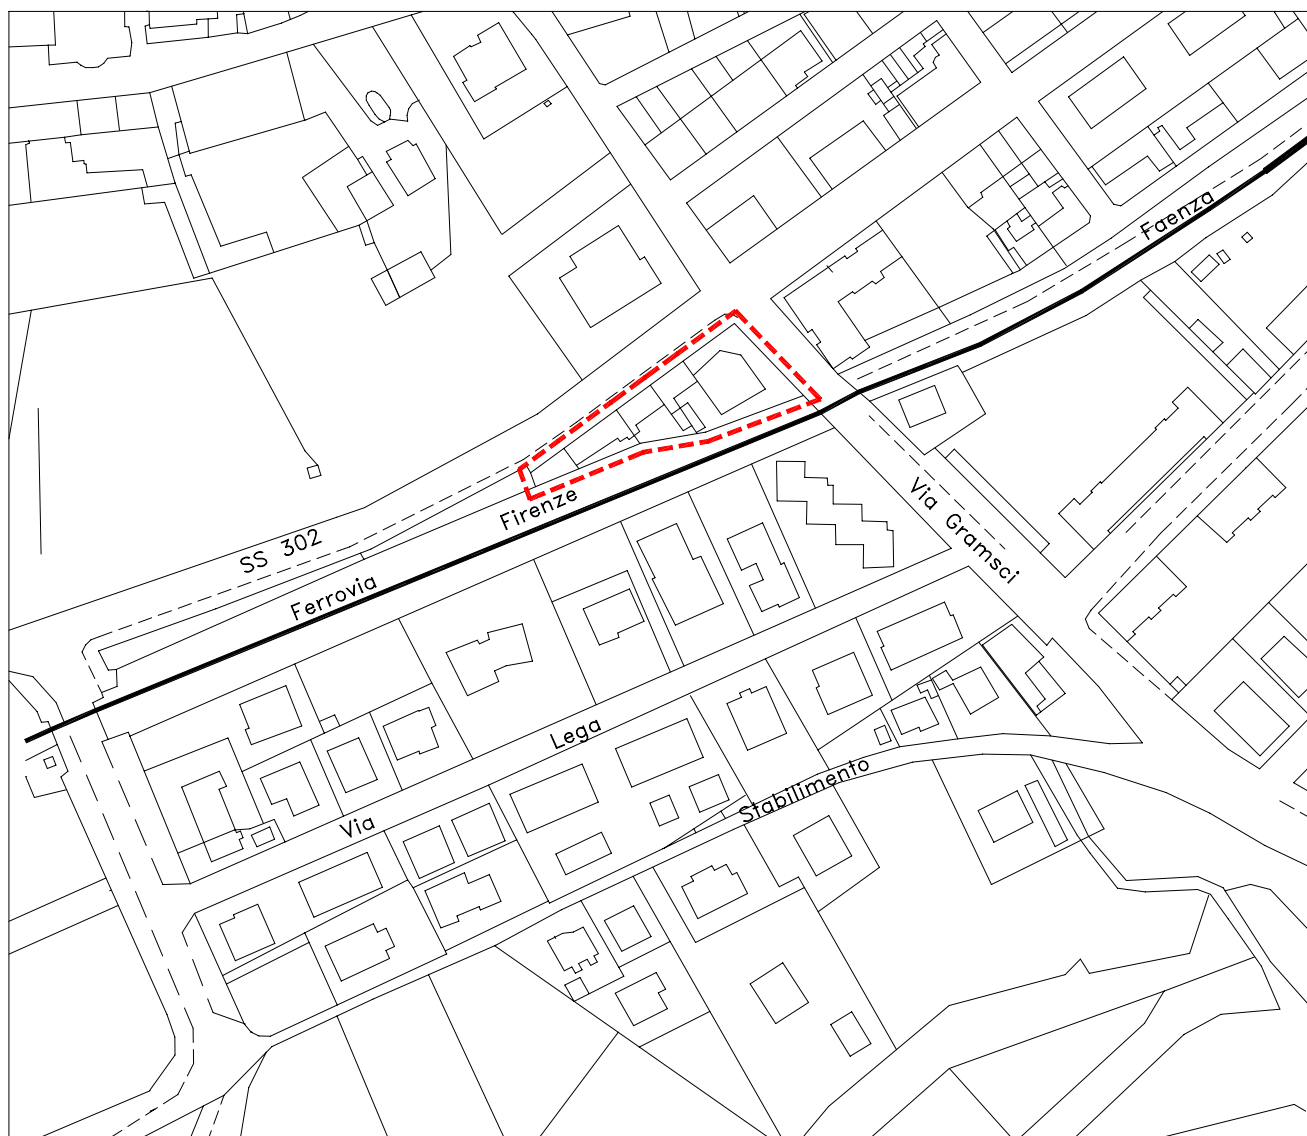 Faenza
Firenze
SS 302
Via Gramsci
Ferrovia
Lega
Stabilimento
Via